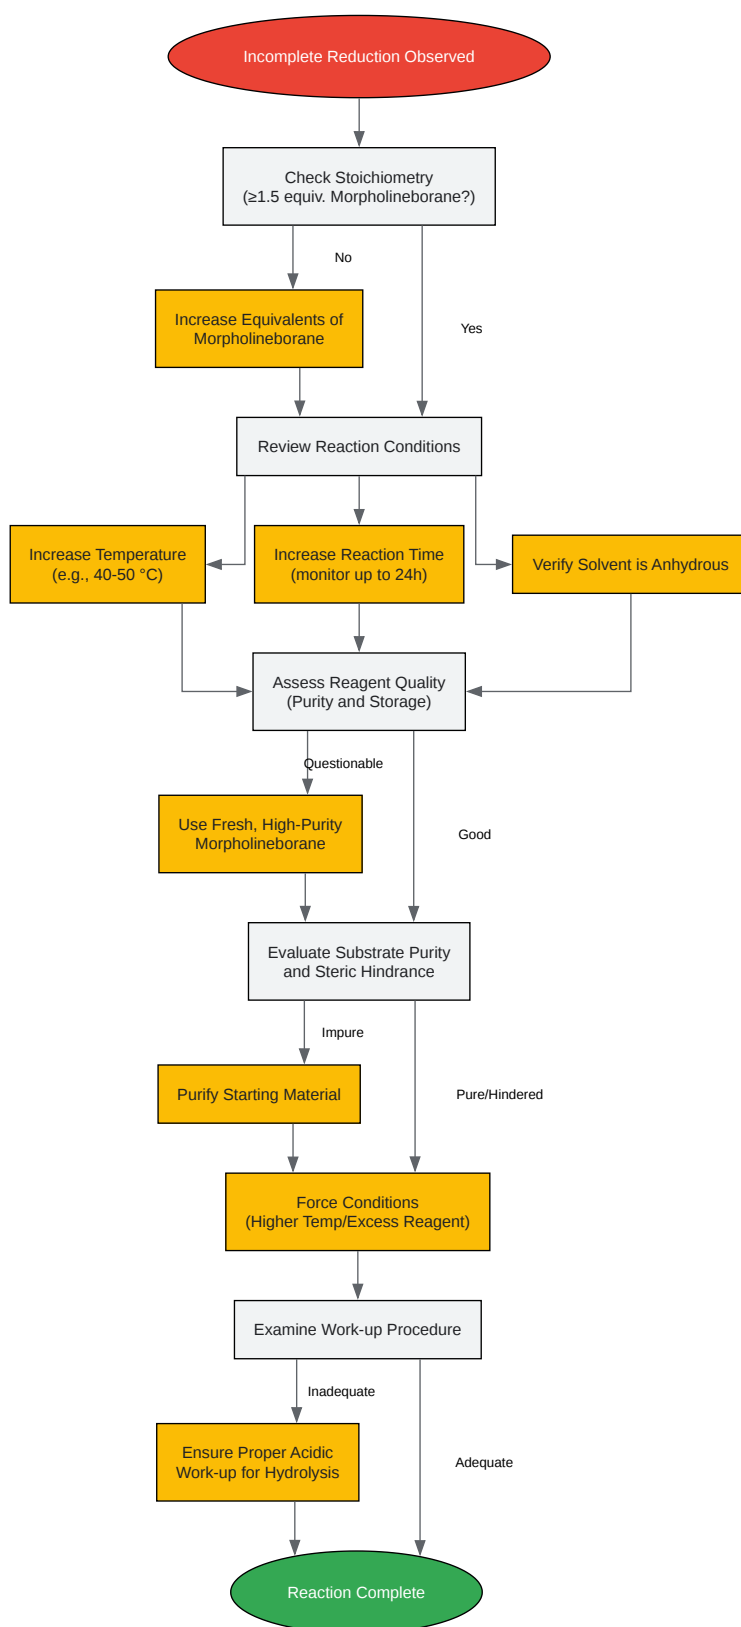 Incomplete Reduction Observed
Check Stoichiometry
(≥1.5 equiv. Morpholineborane?)
No
Increase Equivalents of
Morpholineborane
Yes
Review Reaction Conditions
Increase Temperature
(e.g., 40-50 °C)
Increase Reaction Time
(monitor up to 24h)
Verify Solvent is Anhydrous
Assess Reagent Quality
(Purity and Storage)
Questionable
Use Fresh, High-Purity
Morpholineborane
Good
Evaluate Substrate Purity
and Steric Hindrance
Impure
Purify Starting Material
Pure/Hindered
Force Conditions
(Higher Temp/Excess Reagent)
Examine Work-up Procedure
Inadequate
Ensure Proper Acidic
Work-up for Hydrolysis
Adequate
Reaction Complete